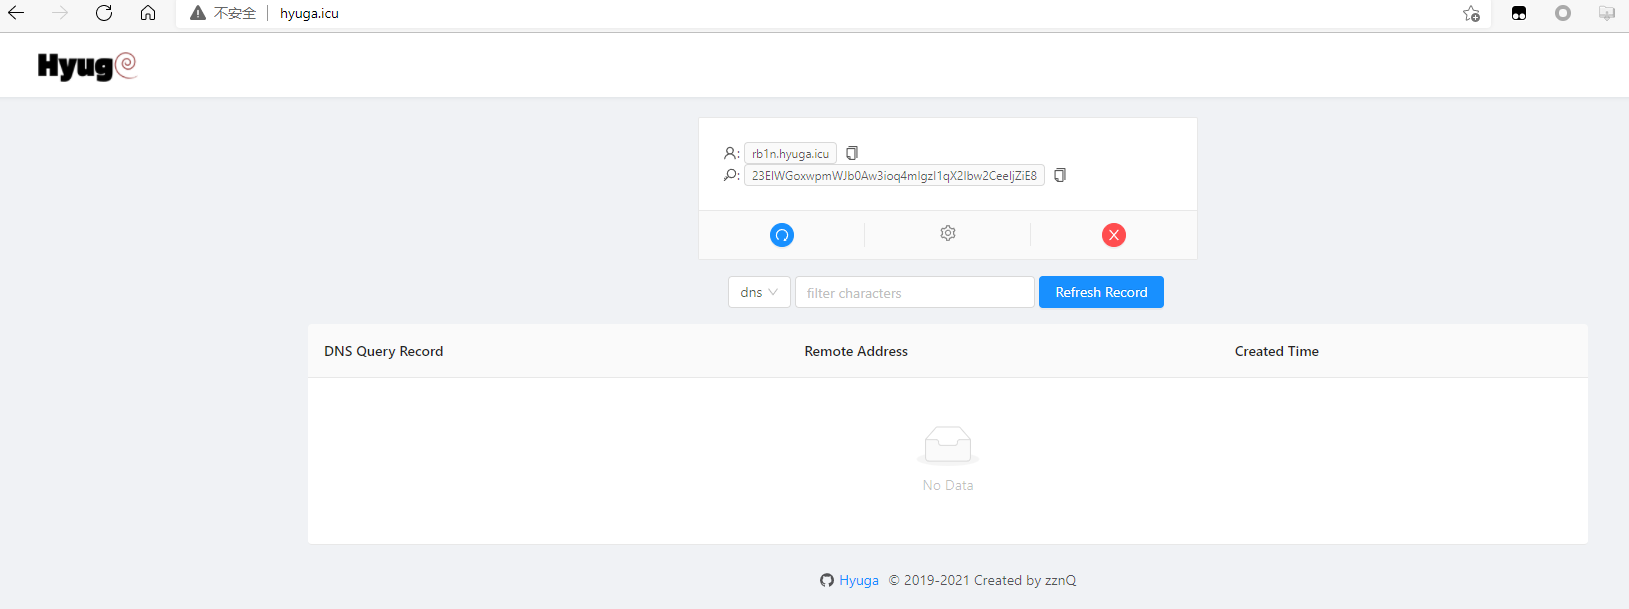 不安全 hyuga.icu
Hyug
rb1n.hyuga.icu
DNS Query Record Remote Address Created Time
dns filter characters Refresh Record
No Data
Hyuga © 2019-2021 Created by zznQ